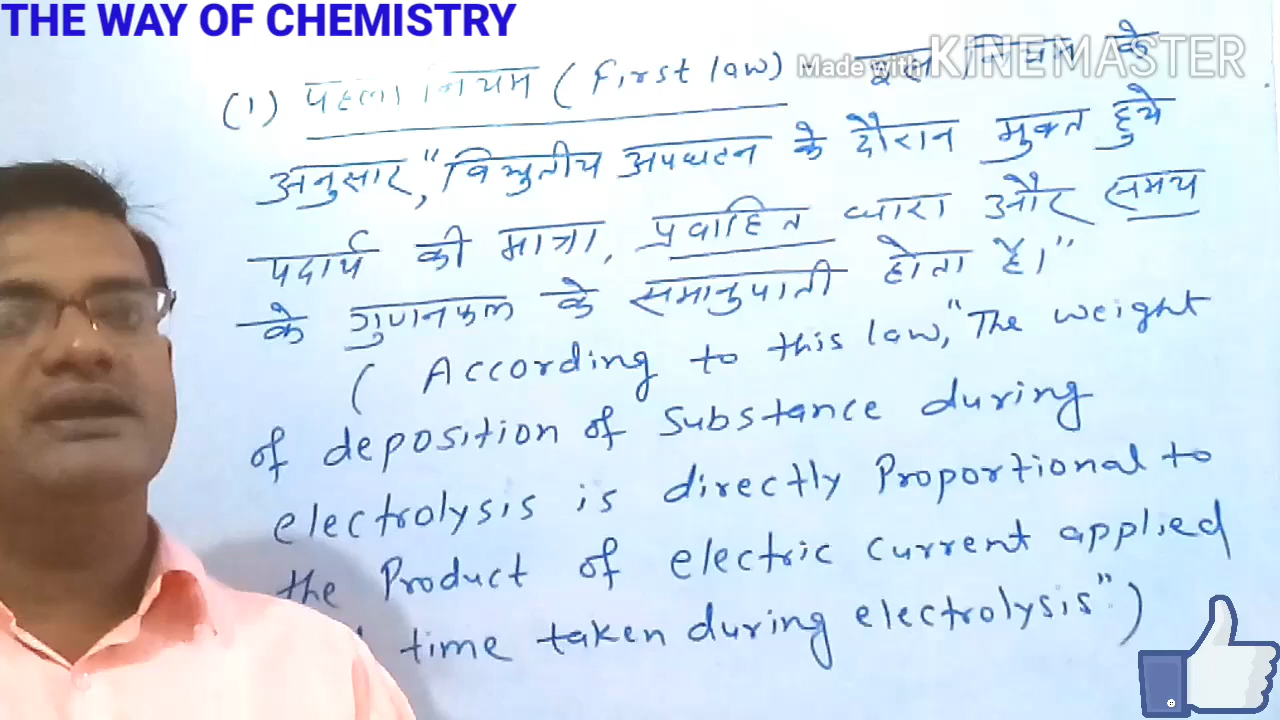 THE WAY OF CHEMISTRY
Made with KINEMASTER
(1) पहला नियम (First law) - इस नियम के
अनुसार, "विद्युतीय अपघटन के दौरान मुक्त हुये
पदार्थ की मात्रा, प्रवाहित धारा और समय
के गुणनफल के समानुपाती होता है।"
( According to this law, "The weight
of deposition of Substance during
electrolysis is directly Proportional to
the Product of electric current applied
time taken during electrolysis")